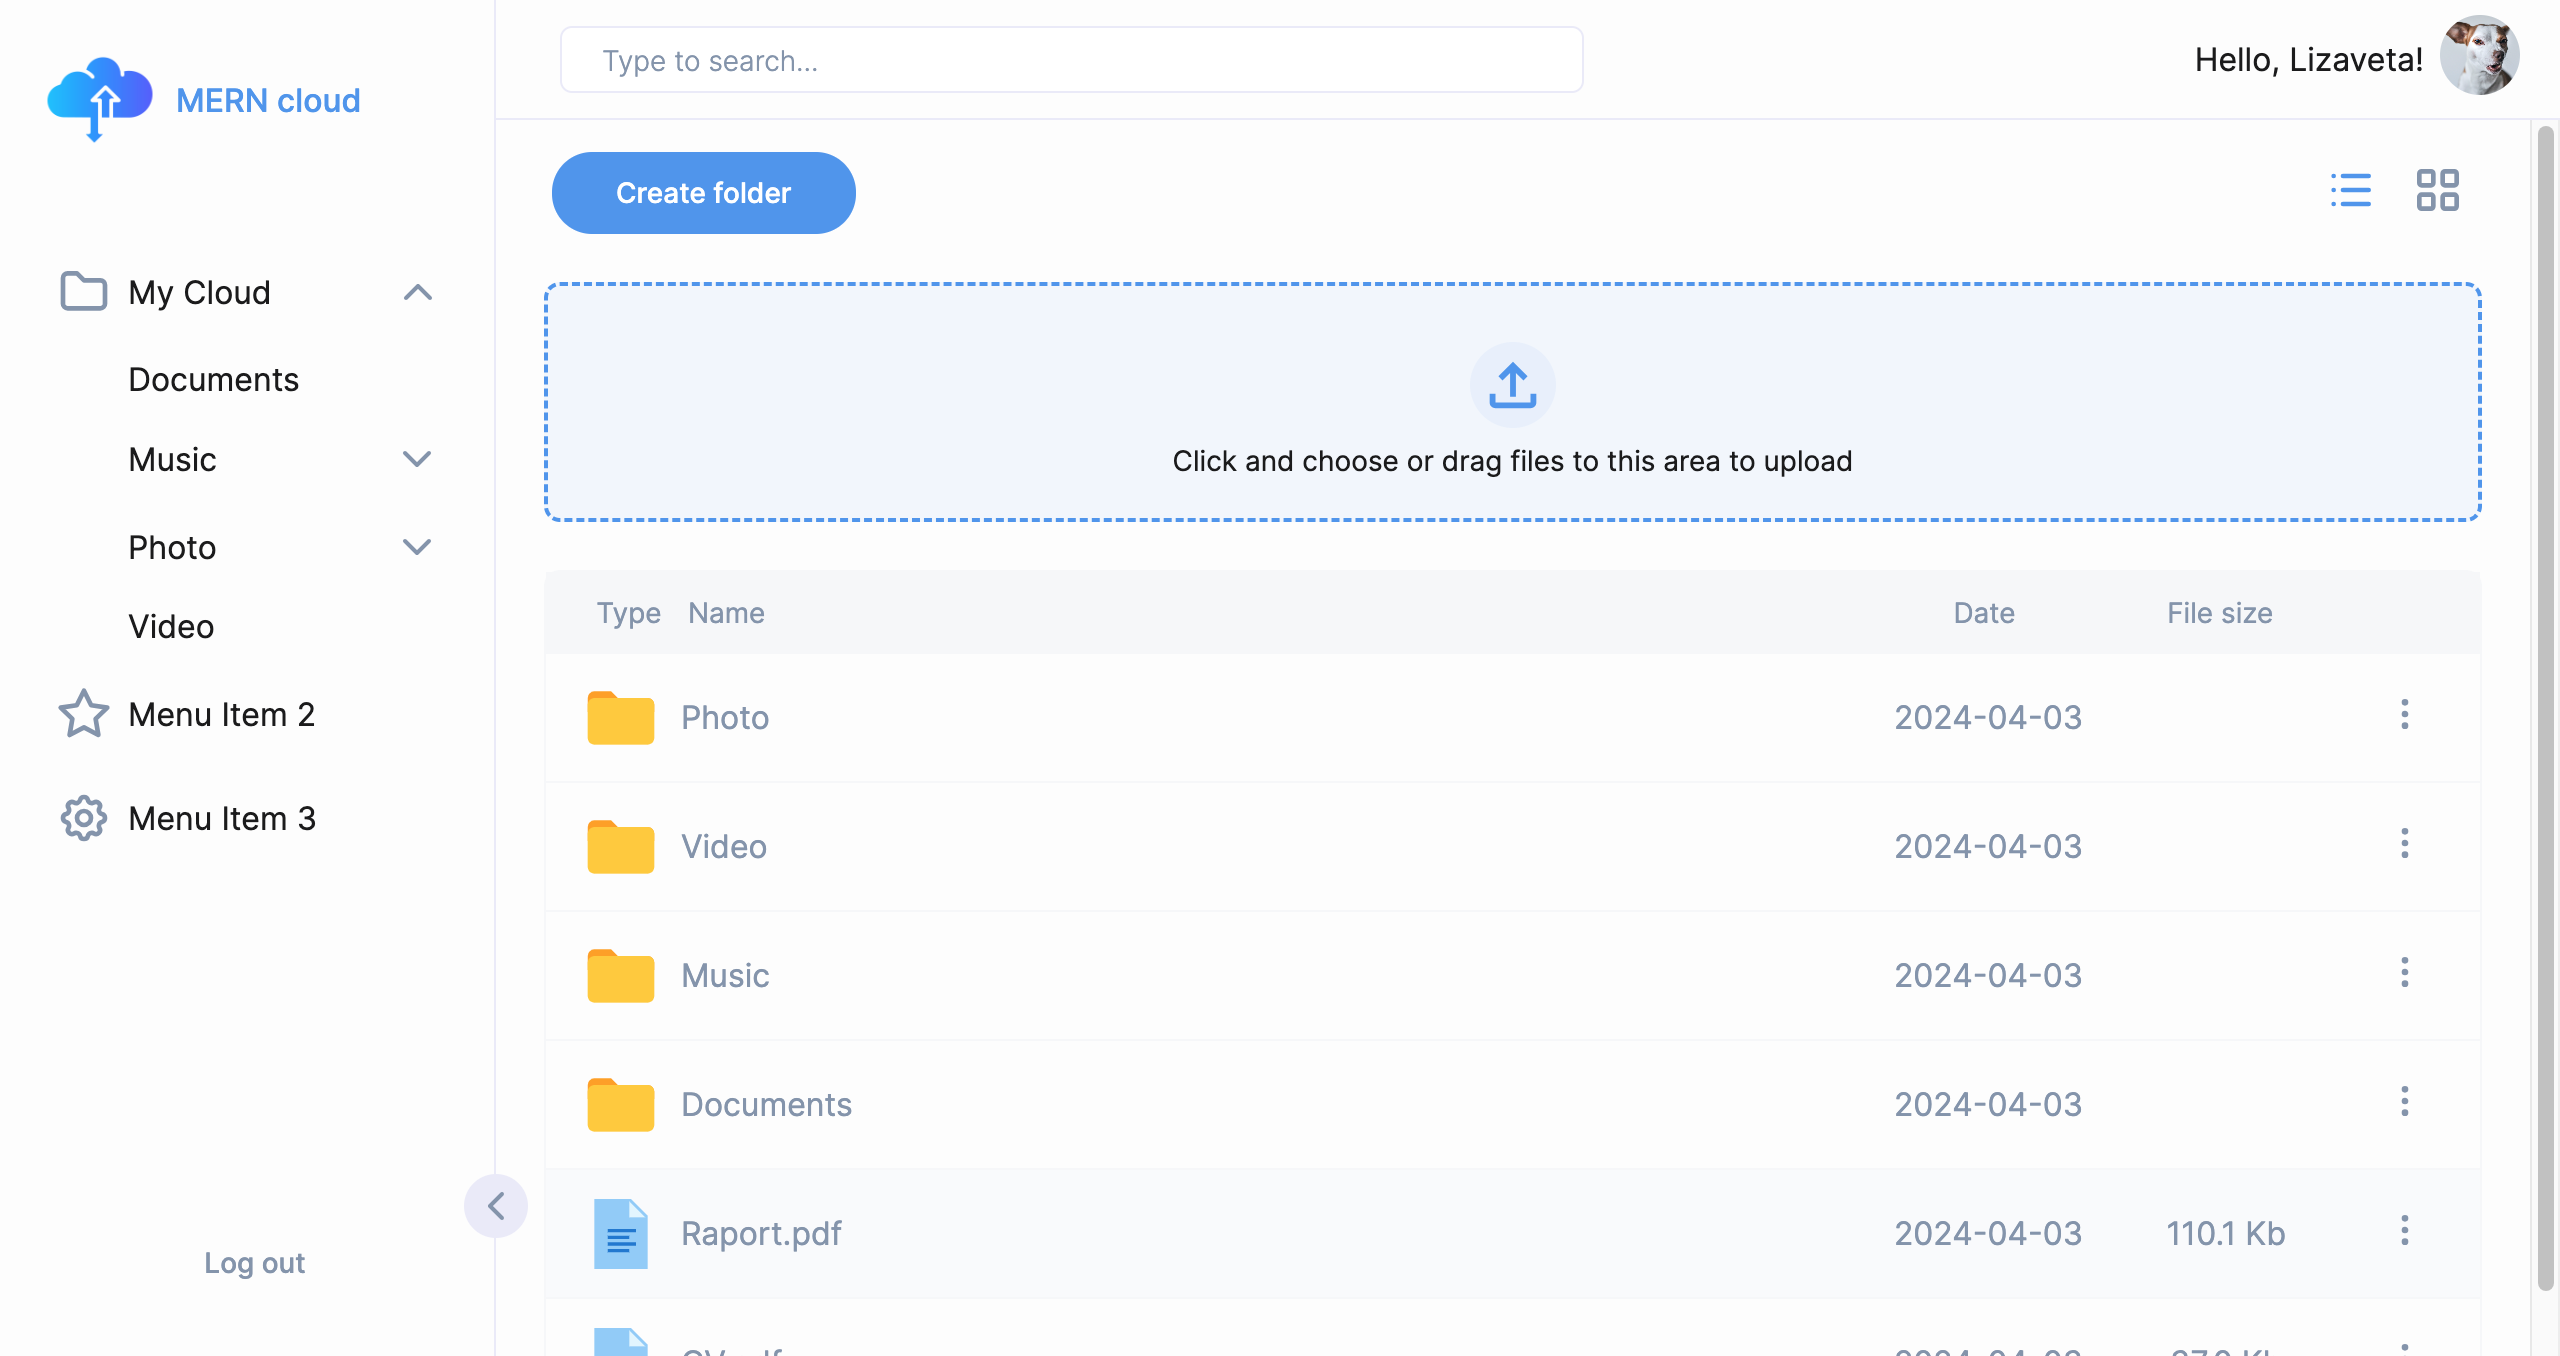 MERN cloud
Type to search...
Hello, Lizaveta!
Create folder
My Cloud
Documents
Music
Photo
Video
Menu Item 2
Menu Item 3
Log out
Click and choose or drag files to this area to upload
Type Name Date File size
Photo 2024-04-03
Video 2024-04-03
Music 2024-04-03
Documents 2024-04-03
Raport.pdf 2024-04-03 110.1 Kb